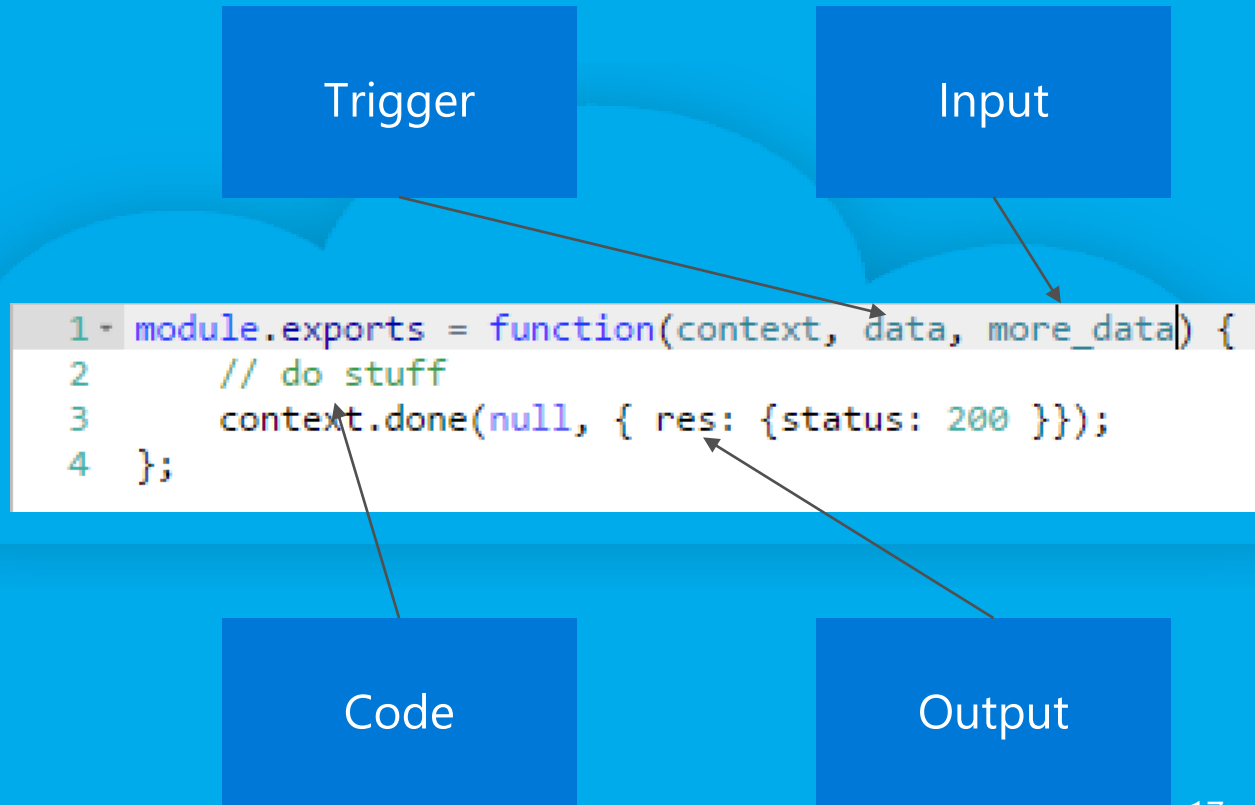 Trigger
Input
1 module.exports = function(context, data, more_data) {
2 // do stuff
3 context.done(null, { res: {status: 200 }});
4 };
Code
Output
17